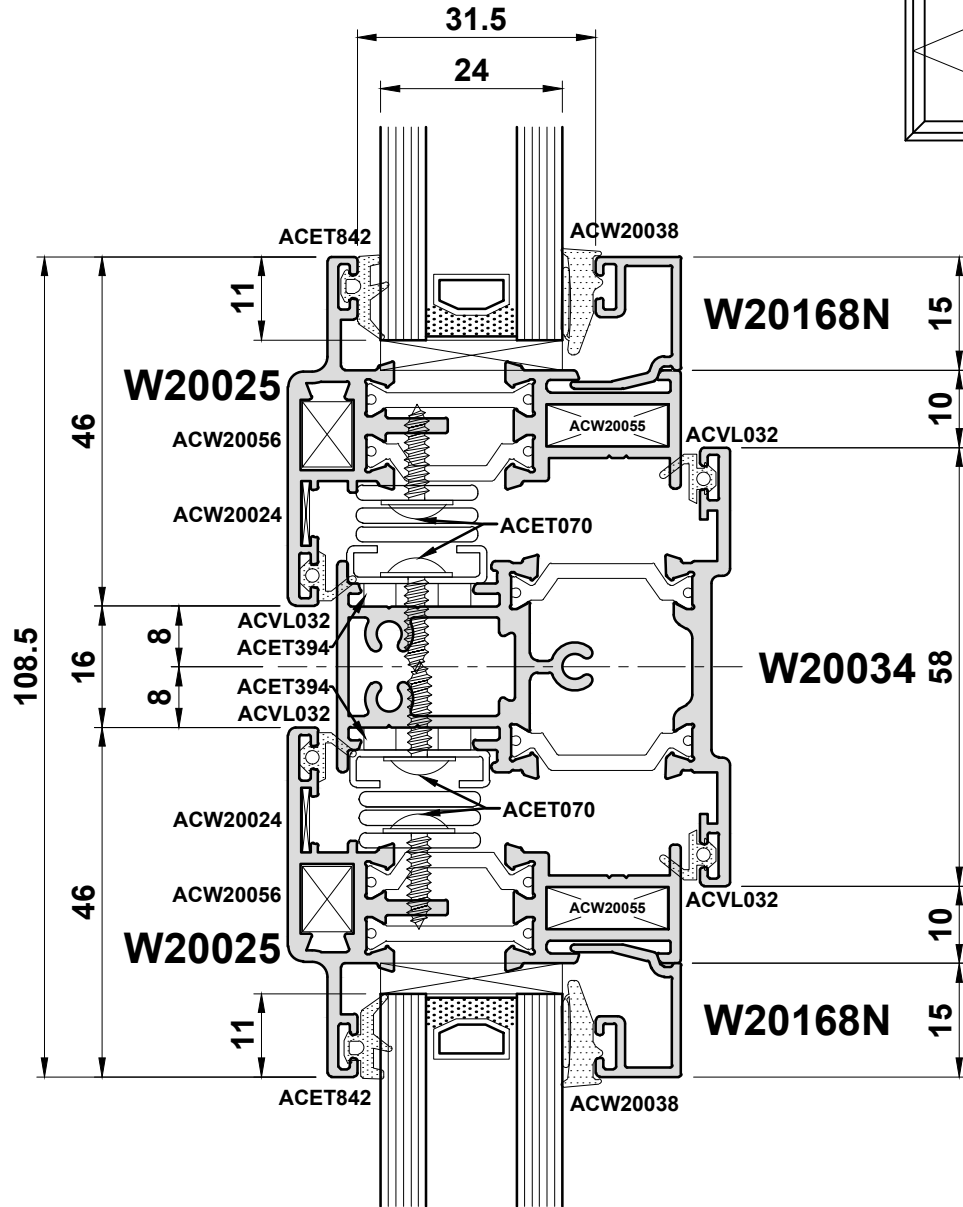 31.5
24
ACET842
ACW20038
11
W20168N
15
46
W20025
10
ACW20056
ACW20055
ACVL032
ACW20024
ACET070
ACVL032
8
ACET394
108.5
16
W20034
58
ACET394
8
ACVL032
ACET070
ACW20024
ACW20056
ACW20055
ACVL032
46
W20025
10
11
W20168N
15
ACET842
ACW20038